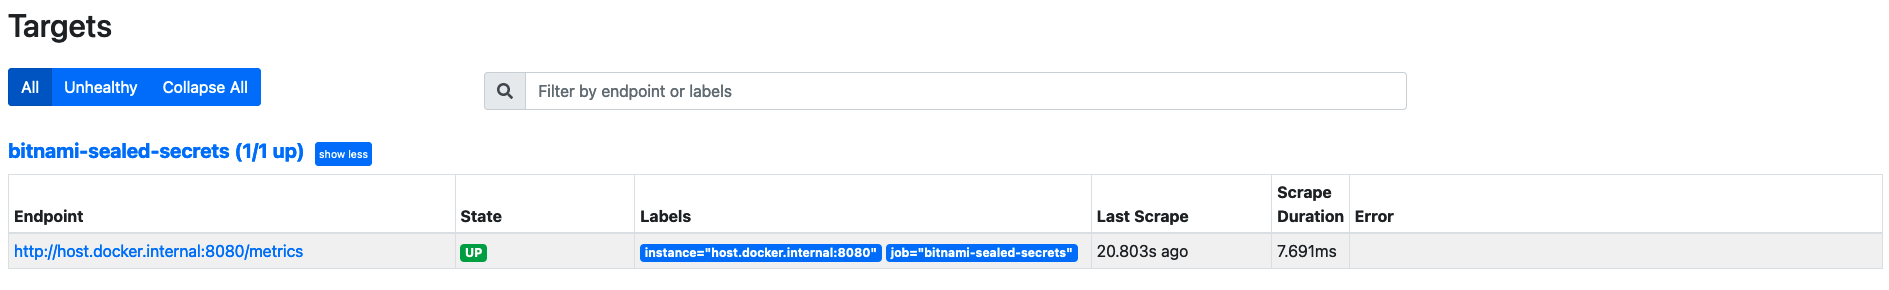 Targets
All Unhealthy Collapse All
Filter by endpoint or labels
bitnami-sealed-secrets (1/1 up) show less
Endpoint State Labels Last Scrape Scrape Duration Error
http://host.docker.internal:8080/metrics UP instance="host.docker.internal:8080" job="bitnami-sealed-secrets" 20.803s ago 7.691ms